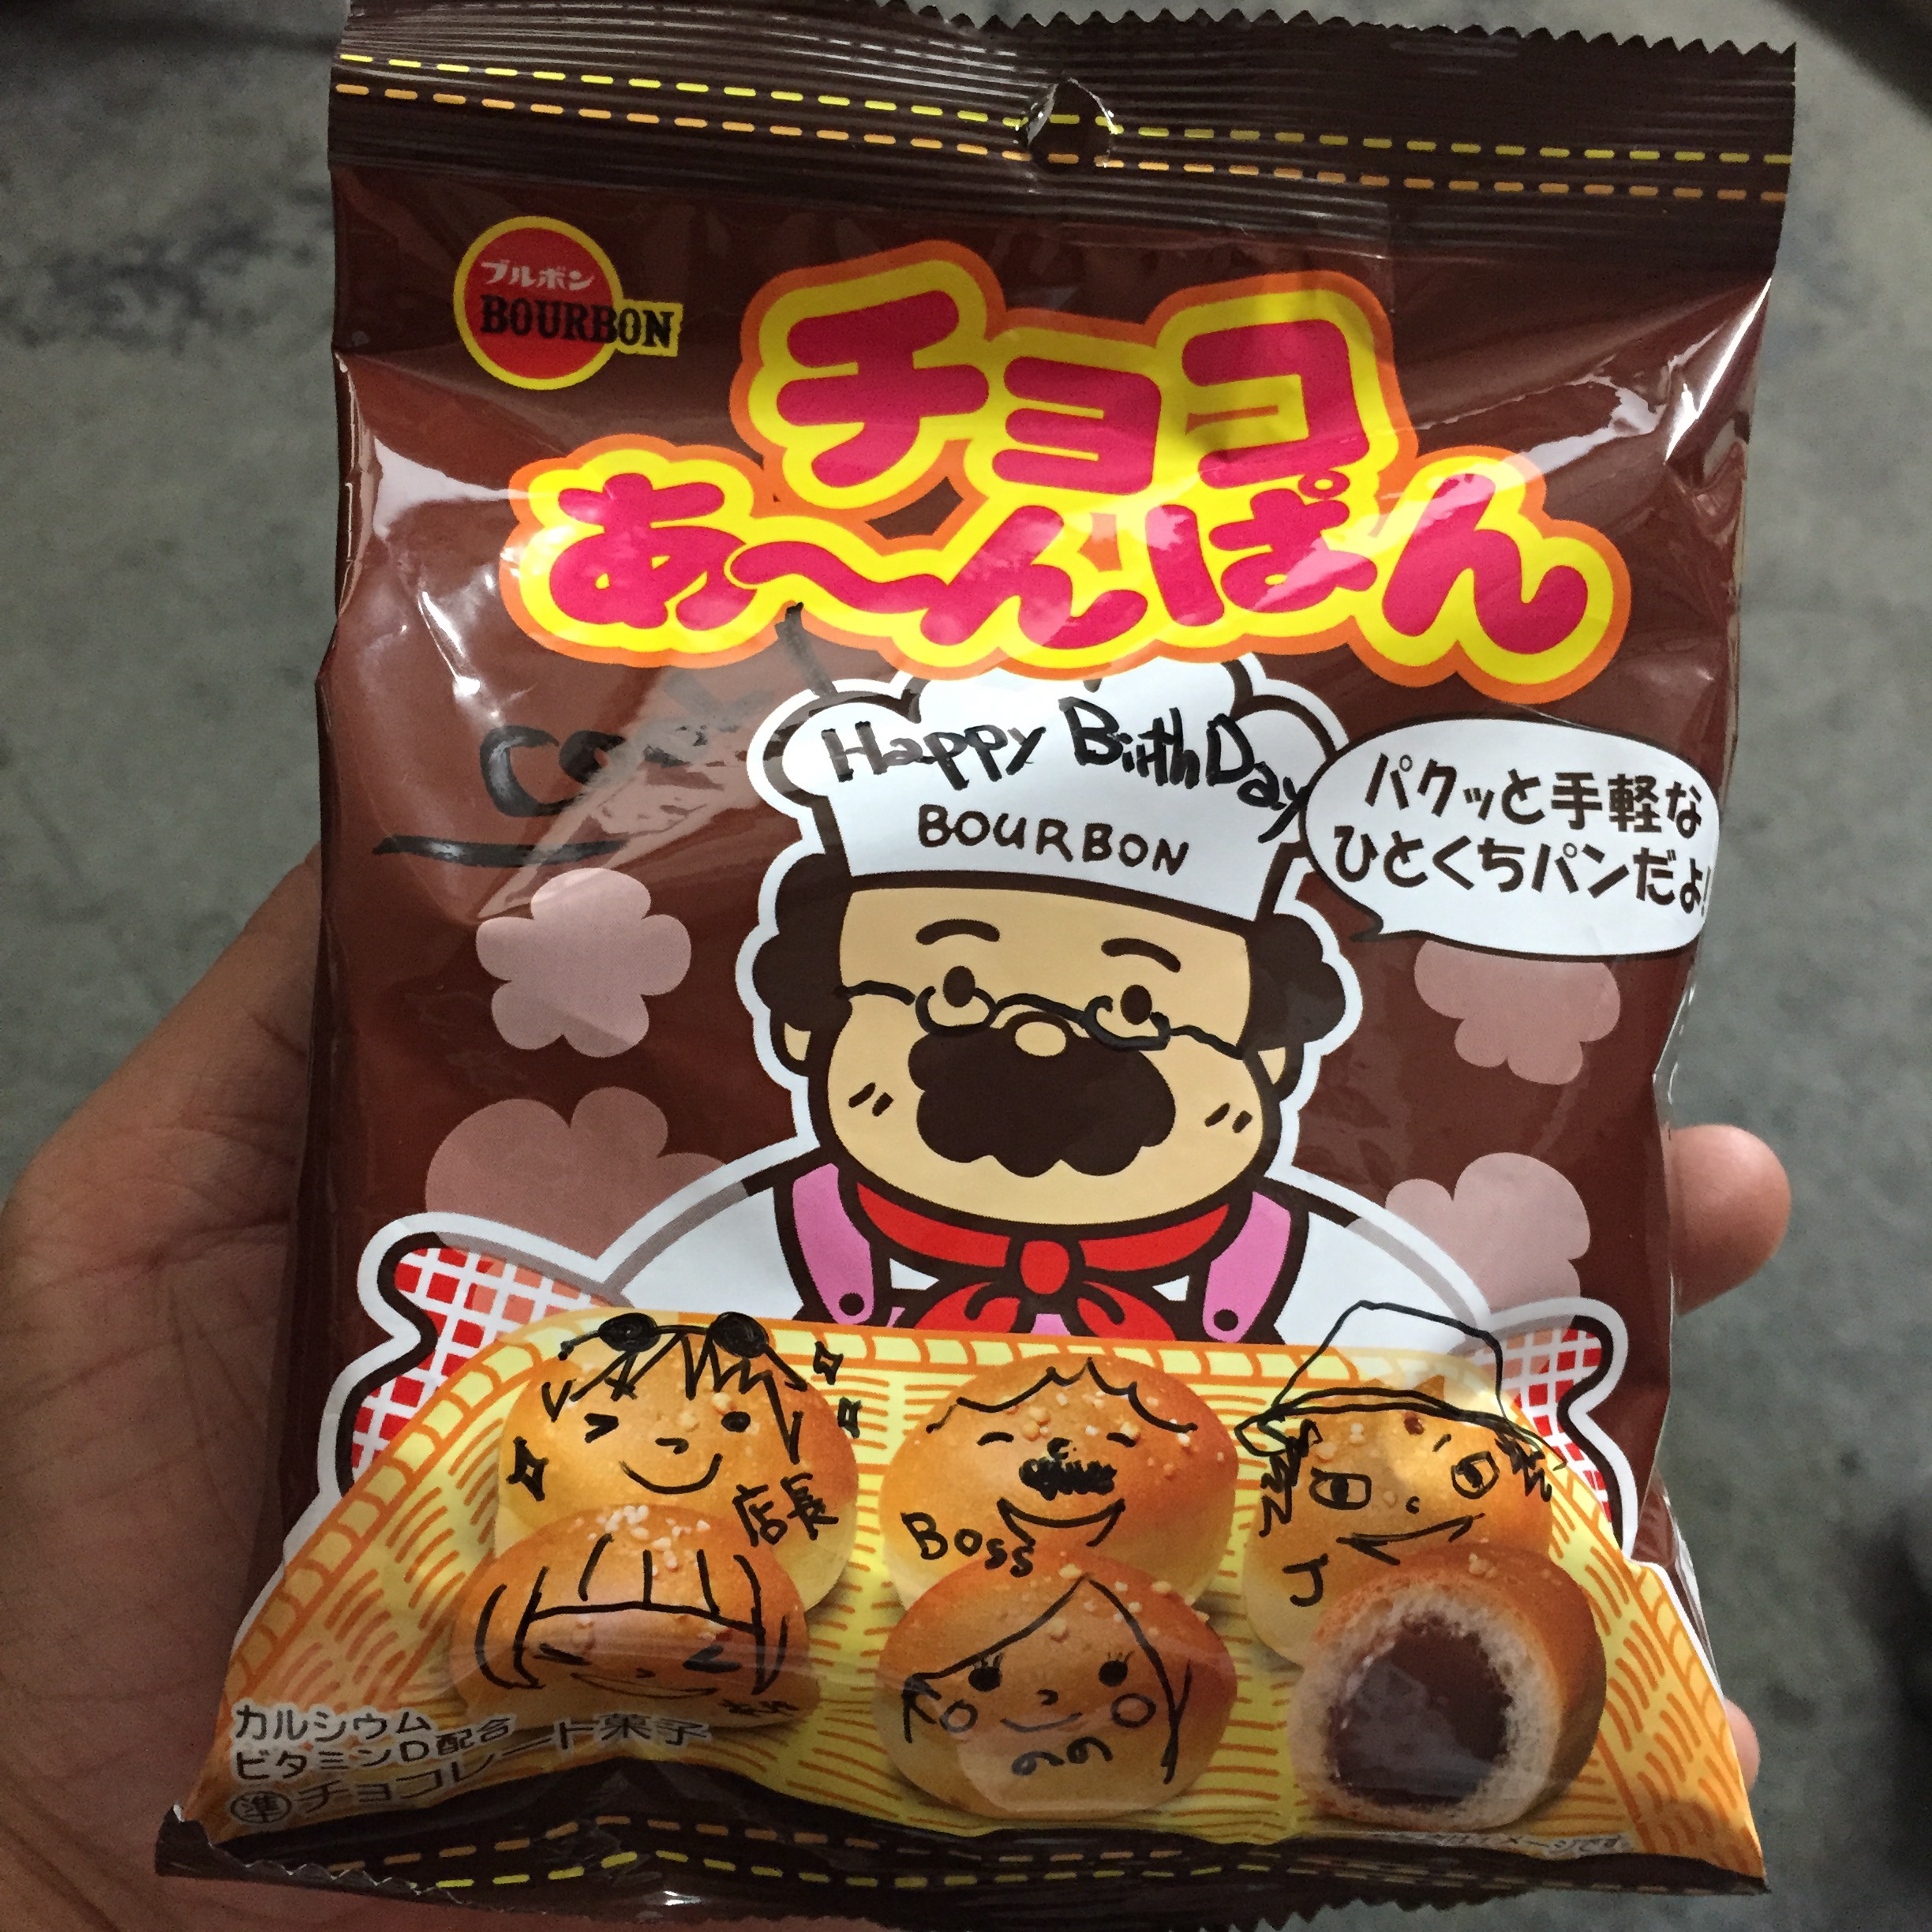 ブルボン
BOURBON
チョコ
あ〜んぱん
Happy BirthDay
BOURBON
パクッと手軽な
ひとくちパンだよ!
店長
Boss
J
のの
カルシウム
ビタミンD配合
準チョコレート菓子